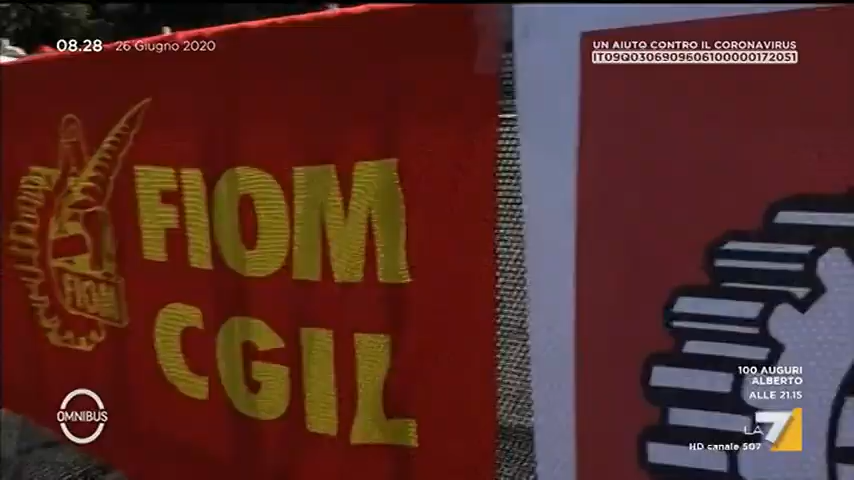 08.28 26 Giugno 2020
UN AIUTO CONTRO IL CORONAVIRUS
IT09Q0306909606100000172051
FIOM
CGIL
FIOM
OMNIBUS
100 AUGURI
ALBERTO
ALLE 21.15
LA7
HD canale 507